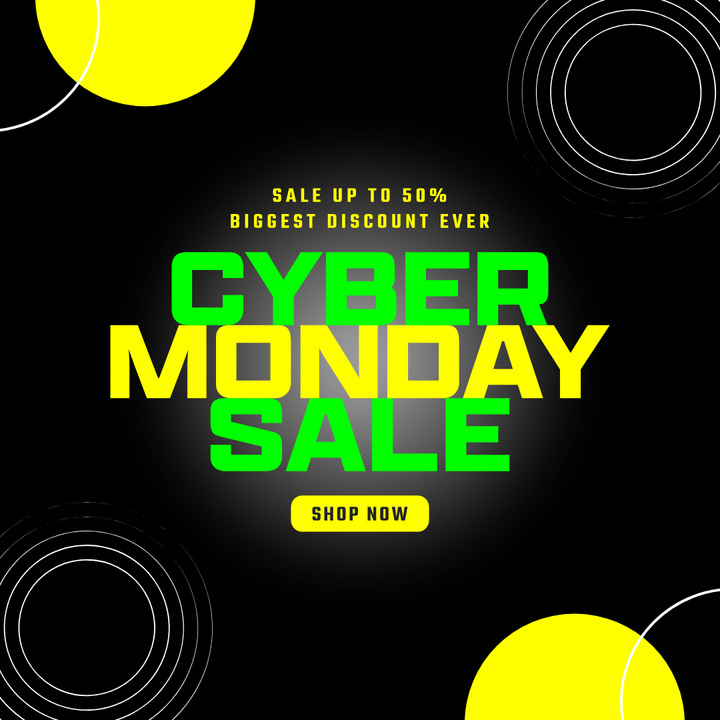 SALE UP TO 50%
BIGGEST DISCOUNT EVER
CYBER
MONDAY
SALE
SHOP NOW